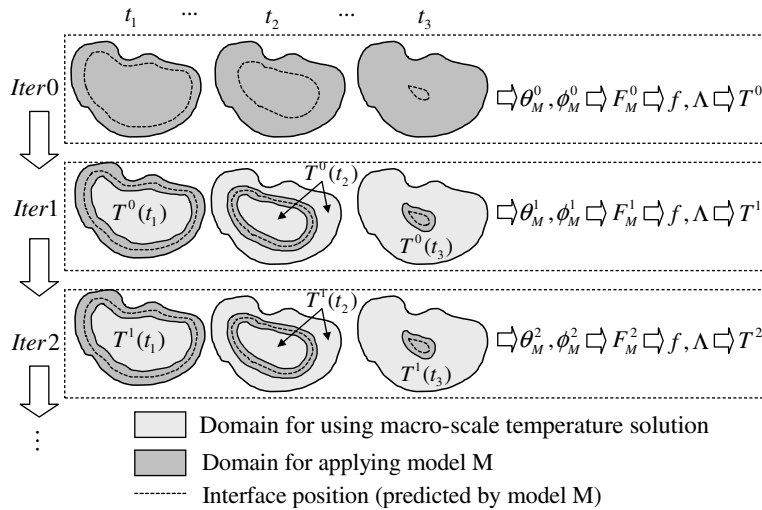 t₁ ... t₂ ... t₃
Iter0 ⇨ θ_M^0, ϕ_M^0 ⇨ F_M^0 ⇨ f, Λ ⇨ T^0
Iter1 T^0(t₁) T^0(t₂) T^0(t₃) ⇨ θ_M^1, ϕ_M^1 ⇨ F_M^1 ⇨ f, Λ ⇨ T^1
Iter2 T^1(t₁) T^1(t₂) T^1(t₃) ⇨ θ_M^2, ϕ_M^2 ⇨ F_M^2 ⇨ f, Λ ⇨ T^2
⋮
Domain for using macro-scale temperature solution
Domain for applying model M
Interface position (predicted by model M)